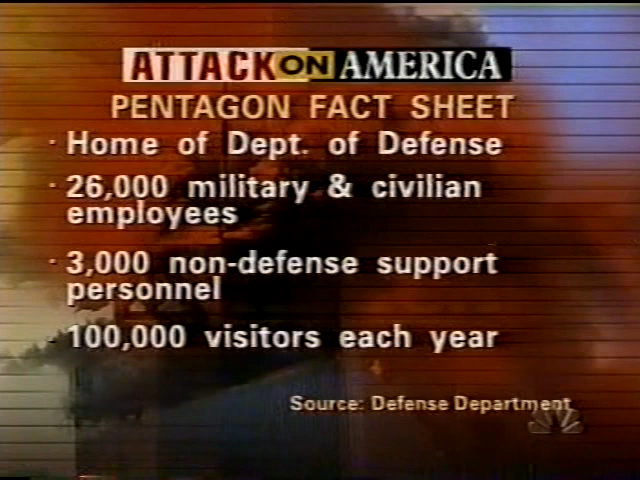 ATTACK ON AMERICA
PENTAGON FACT SHEET
· Home of Dept. of Defense
· 26,000 military & civilian
employees
· 3,000 non-defense support
personnel
· 100,000 visitors each year
Source: Defense Department